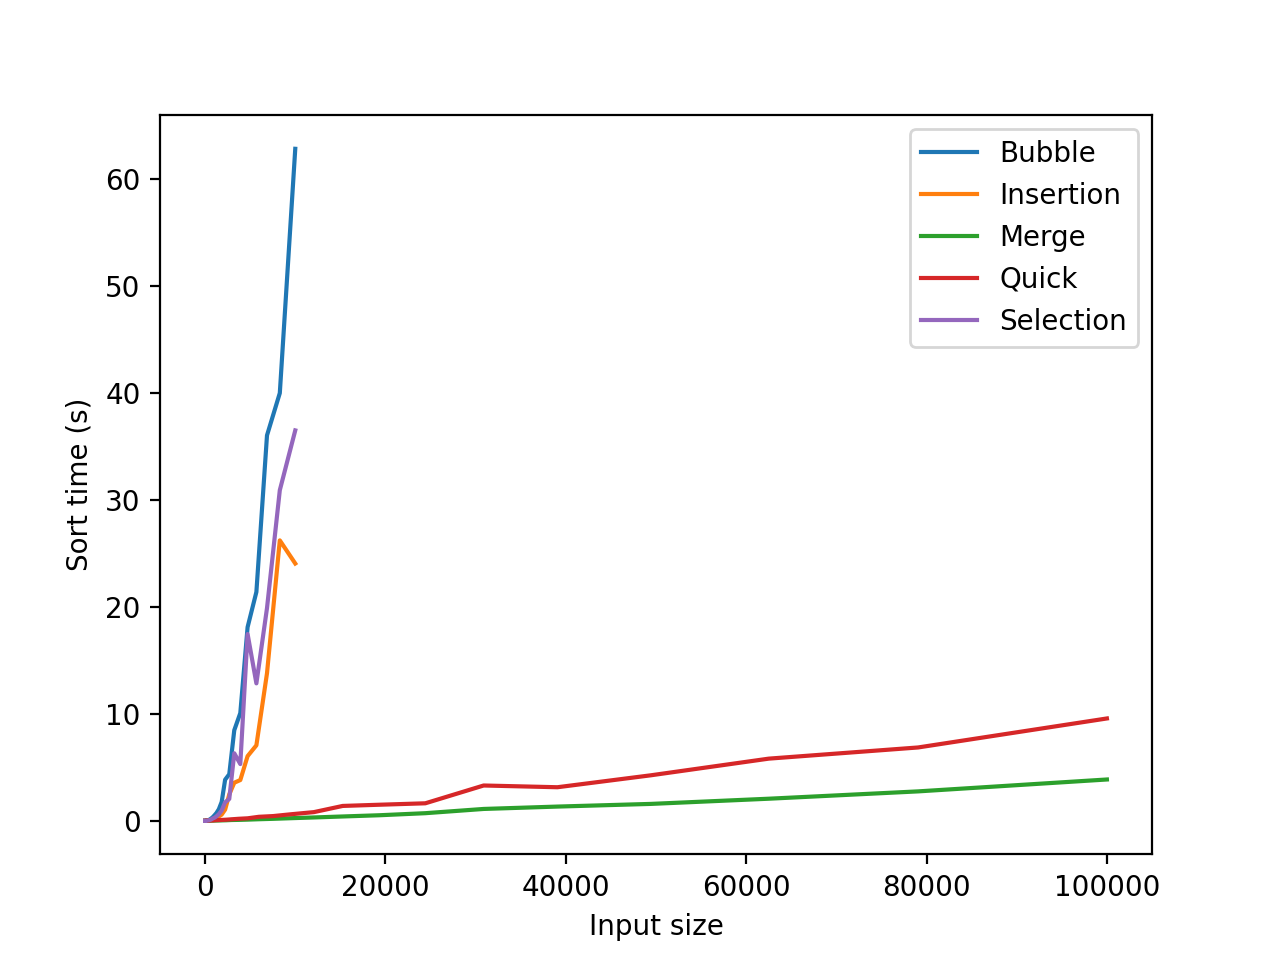 Bubble
Insertion
Merge
Quick
Selection
60
50
40
30
20
10
0
Sort time (s)
0 20000 40000 60000 80000 100000
Input size